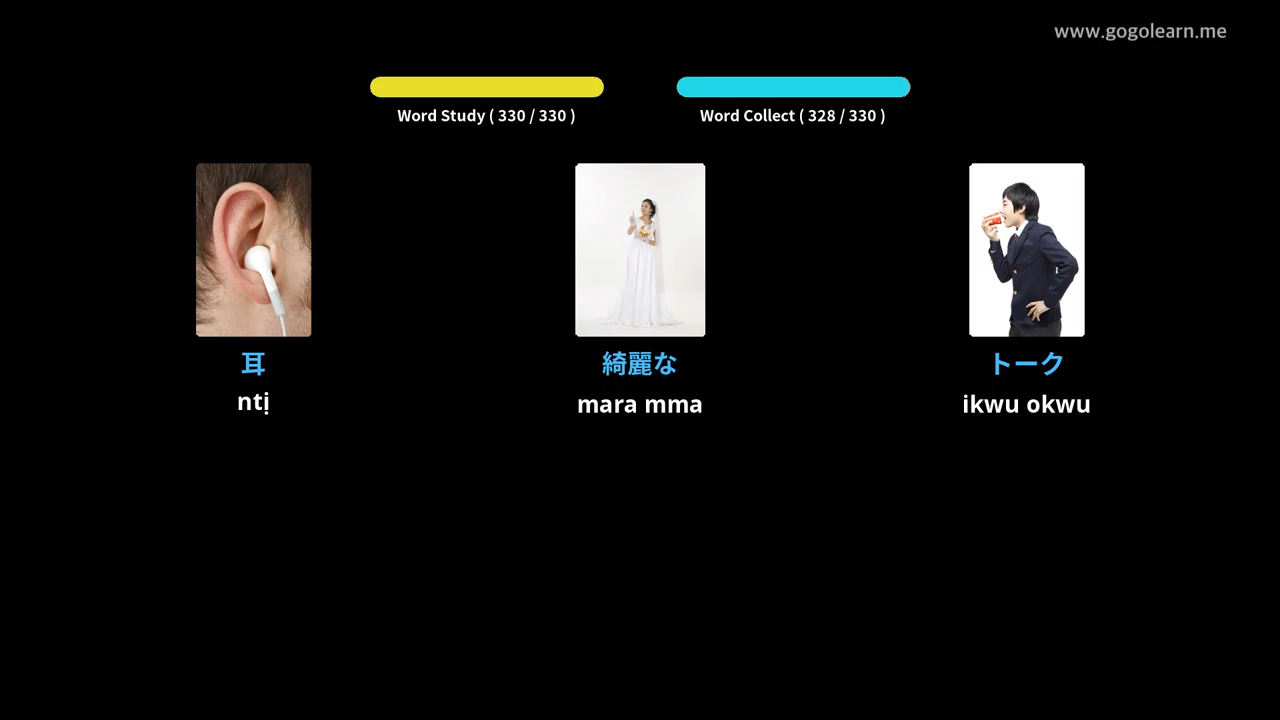 www.gogolearn.me
Word Study ( 330 / 330 )
Word Collect ( 328 / 330 )
耳
綺麗な
トーク
ntị
mara mma
ikwu okwu